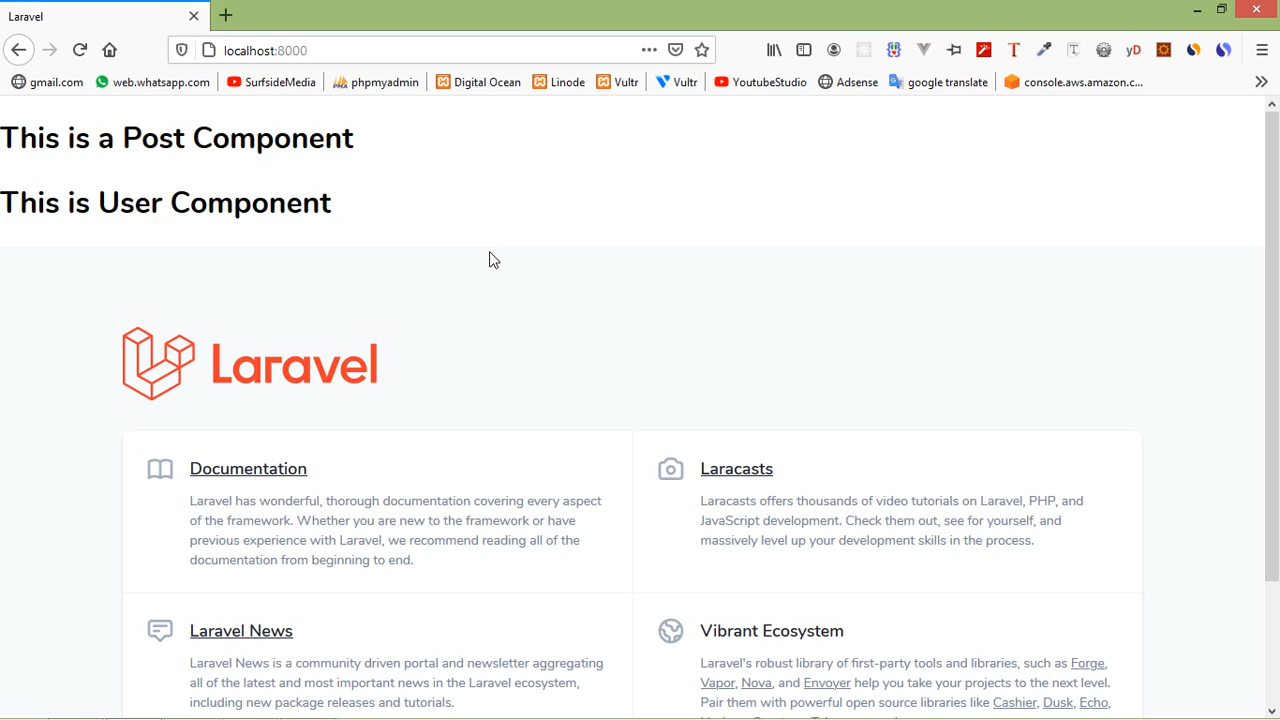 Laravel
localhost:8000
gmail.com web.whatsapp.com SurfsideMedia phpmyadmin Digital Ocean Linode Vultr Vultr YoutubeStudio Adsense google translate console.aws.amazon.c...
This is a Post Component
This is User Component
Laravel
Documentation
Laravel has wonderful, thorough documentation covering every aspect
of the framework. Whether you are new to the framework or have
previous experience with Laravel, we recommend reading all of the
documentation from beginning to end.
Laracasts
Laracasts offers thousands of video tutorials on Laravel, PHP, and
JavaScript development. Check them out, see for yourself, and
massively level up your development skills in the process.
Laravel News
Laravel News is a community driven portal and newsletter aggregating
all of the latest and most important news in the Laravel ecosystem,
including new package releases and tutorials.
Vibrant Ecosystem
Laravel's robust library of first-party tools and libraries, such as Forge,
Vapor, Nova, and Envoyer help you take your projects to the next level.
Pair them with powerful open source libraries like Cashier, Dusk, Echo,